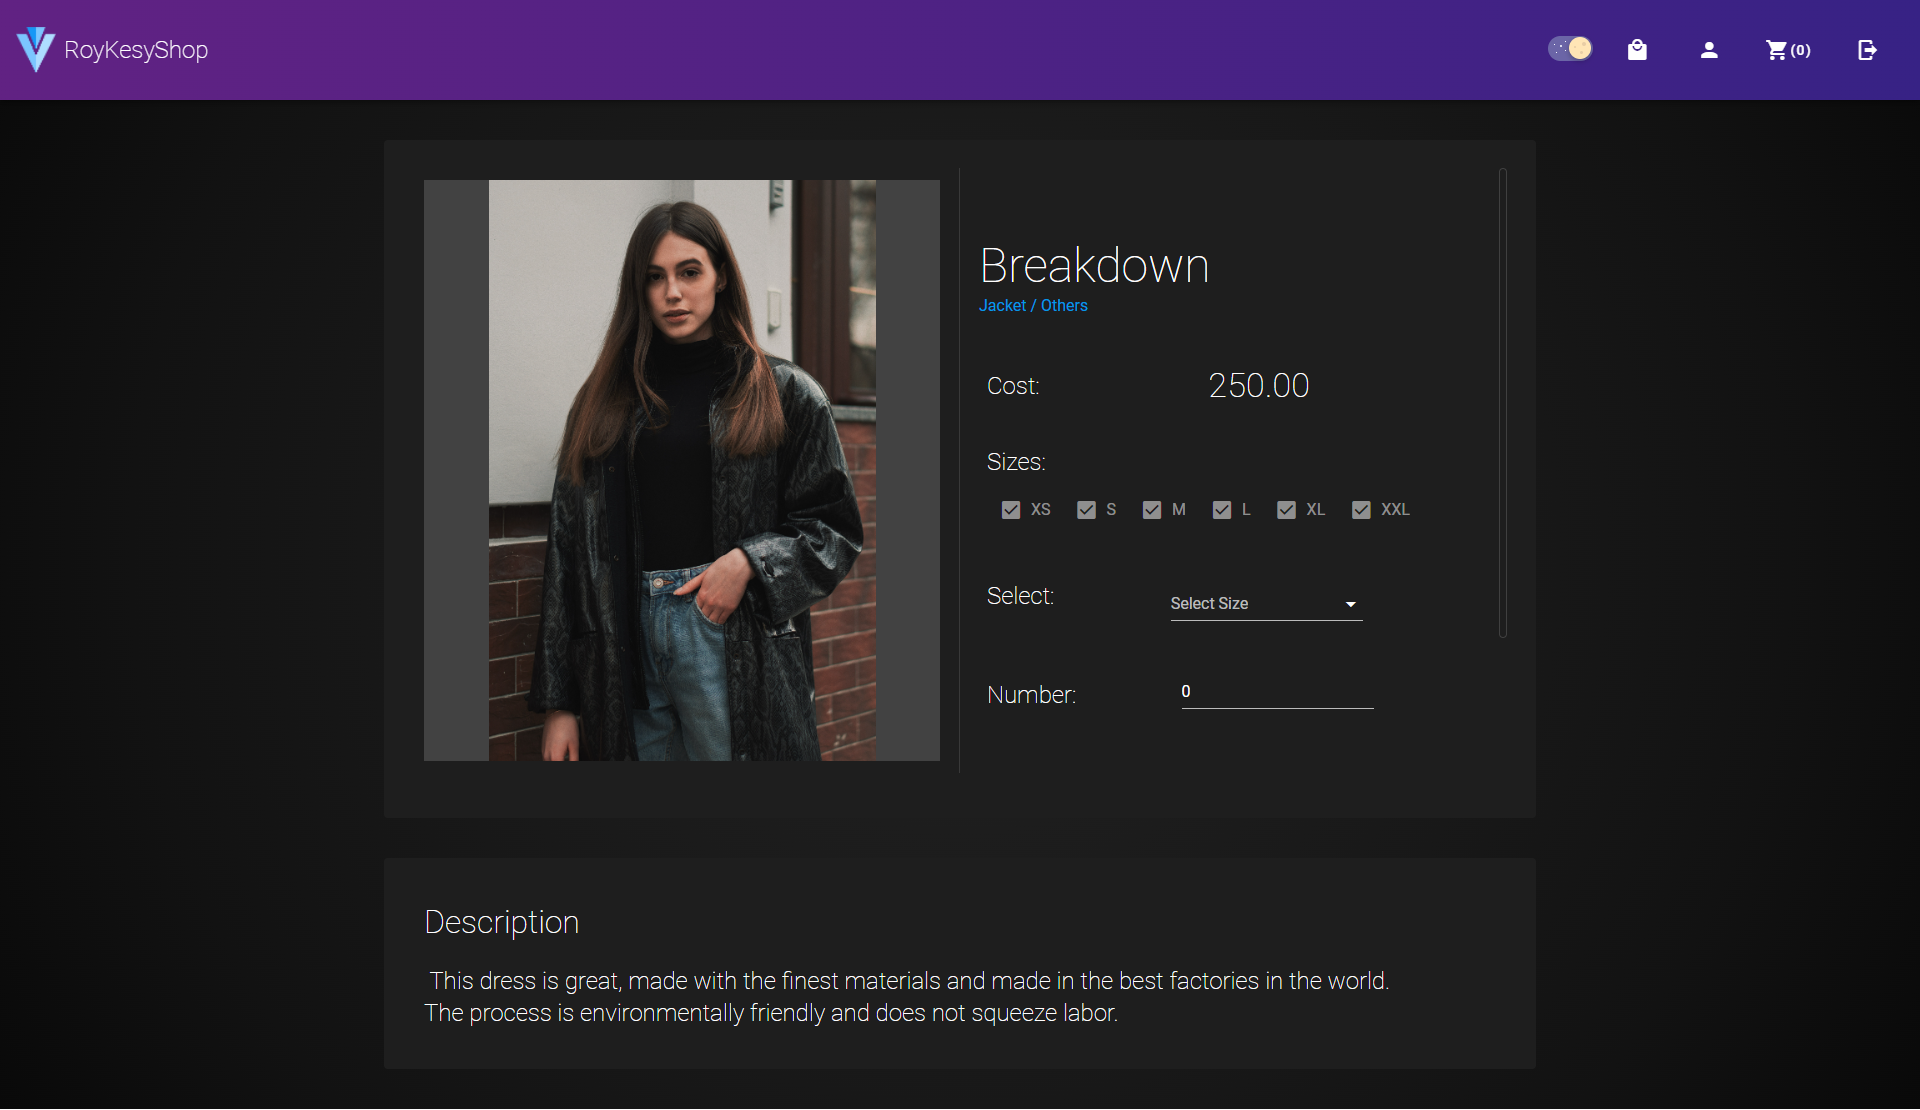 RoyKesyShop
(0)
Breakdown
Jacket / Others
Cost: 250.00
Sizes:
XS S M L XL XXL
Select: Select Size
Number: 0
Description
This dress is great, made with the finest materials and made in the best factories in the world.
The process is environmentally friendly and does not squeeze labor.